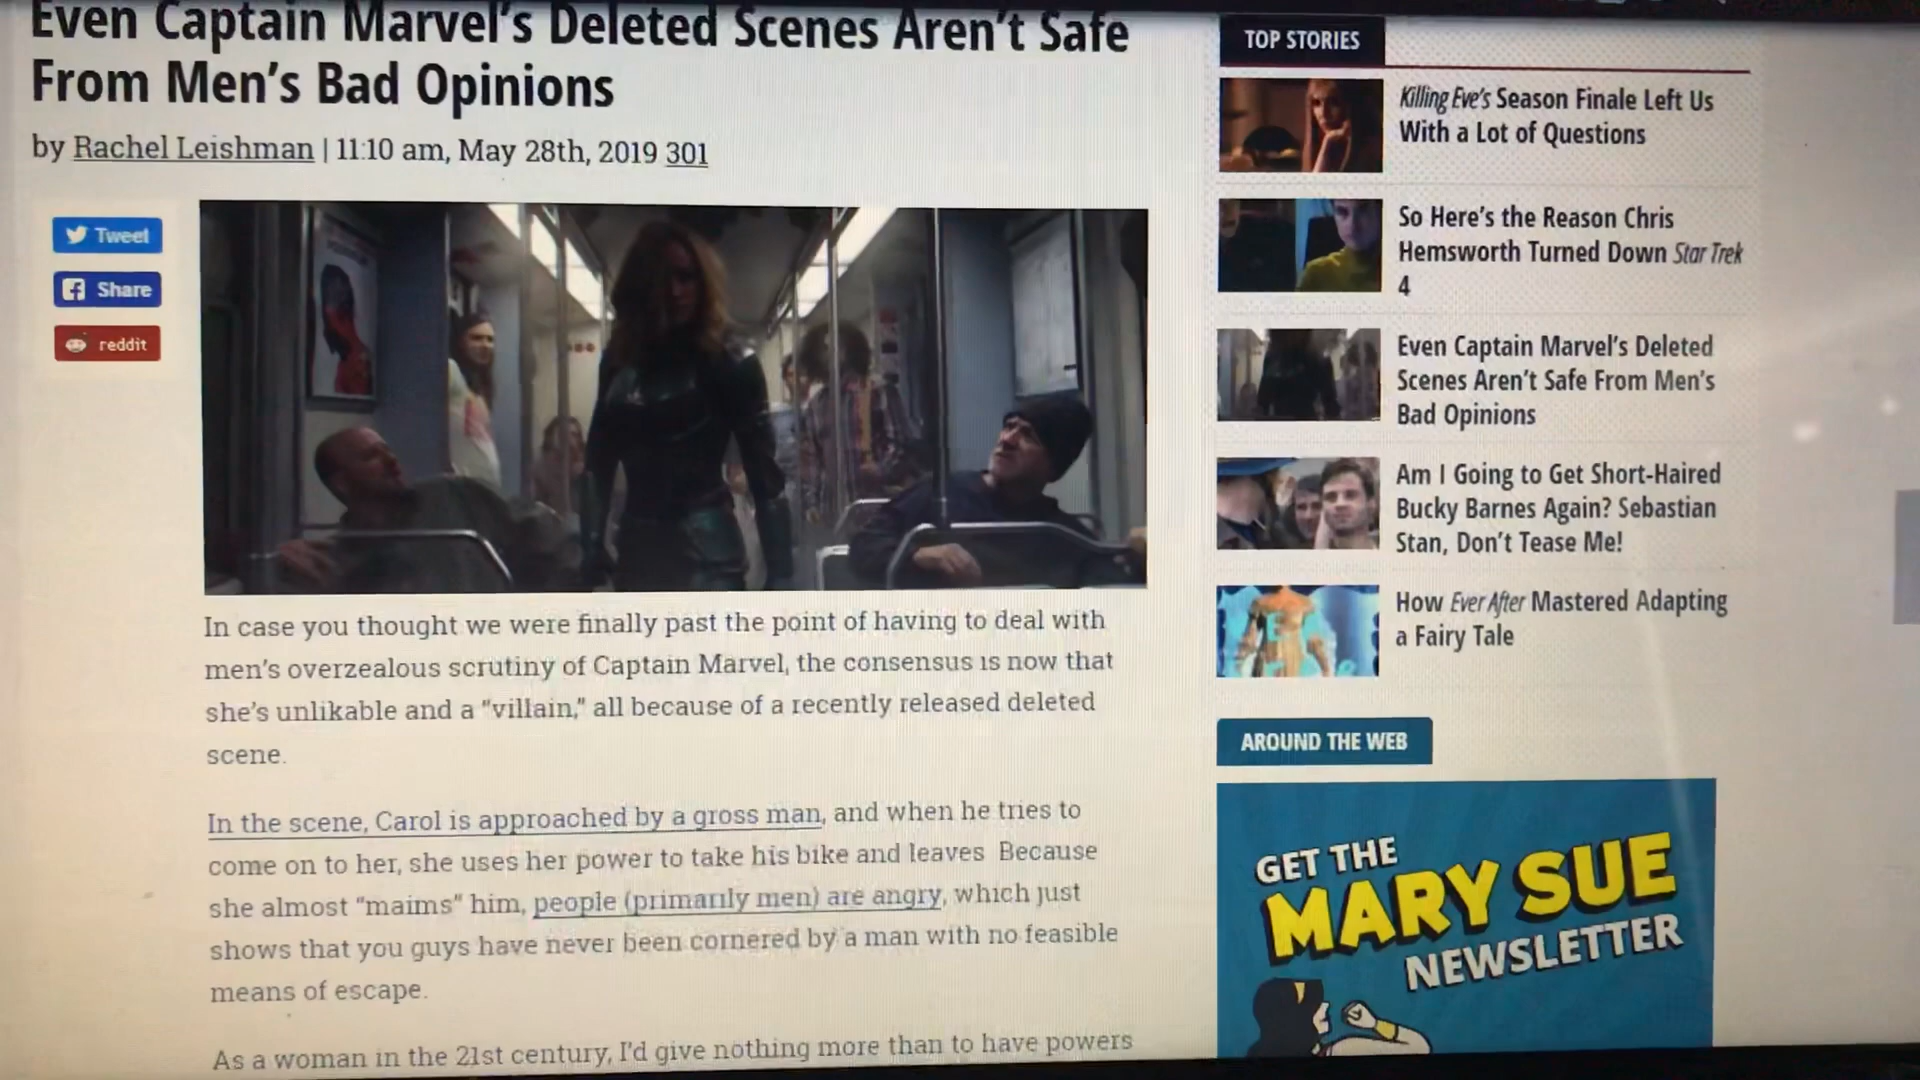 Even Captain Marvel's Deleted Scenes Aren't Safe
From Men's Bad Opinions
by Rachel Leishman | 11:10 am, May 28th, 2019 301
Tweet
Share
reddit
In case you thought we were finally past the point of having to deal with
men's overzealous scrutiny of Captain Marvel, the consensus is now that
she's unlikable and a "villain," all because of a recently released deleted
scene.
In the scene, Carol is approached by a gross man, and when he tries to
come on to her, she uses her power to take his bike and leaves Because
she almost "maims" him, people (primarily men) are angry, which just
shows that you guys have never been cornered by a man with no feasible
means of escape.
As a woman in the 21st century, I'd give nothing more than to have powers
TOP STORIES
Killing Eve's Season Finale Left Us
With a Lot of Questions
So Here's the Reason Chris
Hemsworth Turned Down Star Trek
4
Even Captain Marvel's Deleted
Scenes Aren't Safe From Men's
Bad Opinions
Am I Going to Get Short-Haired
Bucky Barnes Again? Sebastian
Stan, Don't Tease Me!
How Ever After Mastered Adapting
a Fairy Tale
AROUND THE WEB
GET THE
MARY SUE
NEWSLETTER